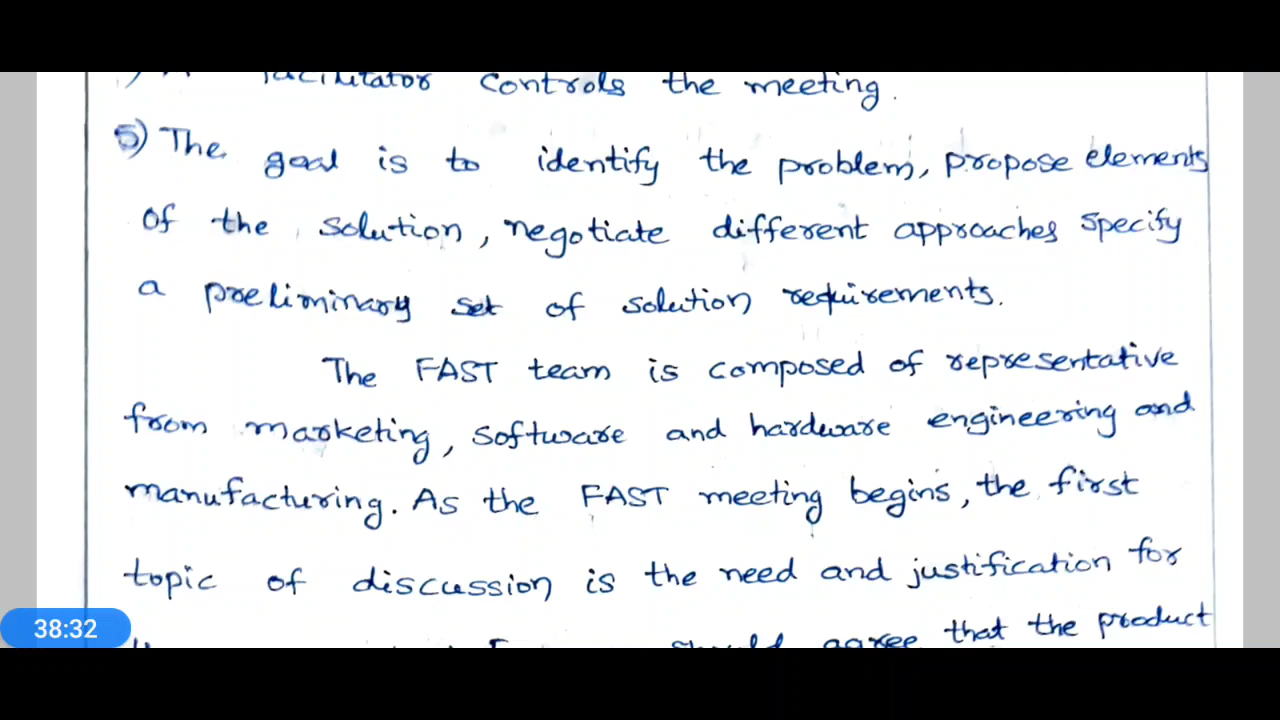 facilitator controls the meeting.
5) The goal is to identify the problem, propose elements
of the solution, negotiate different approaches specify
a preliminary set of solution requirements.
The FAST team is composed of representative
from marketing, software and hardware engineering and
manufacturing. As the FAST meeting begins, the first
topic of discussion is the need and justification for
should agree that the product
38:32